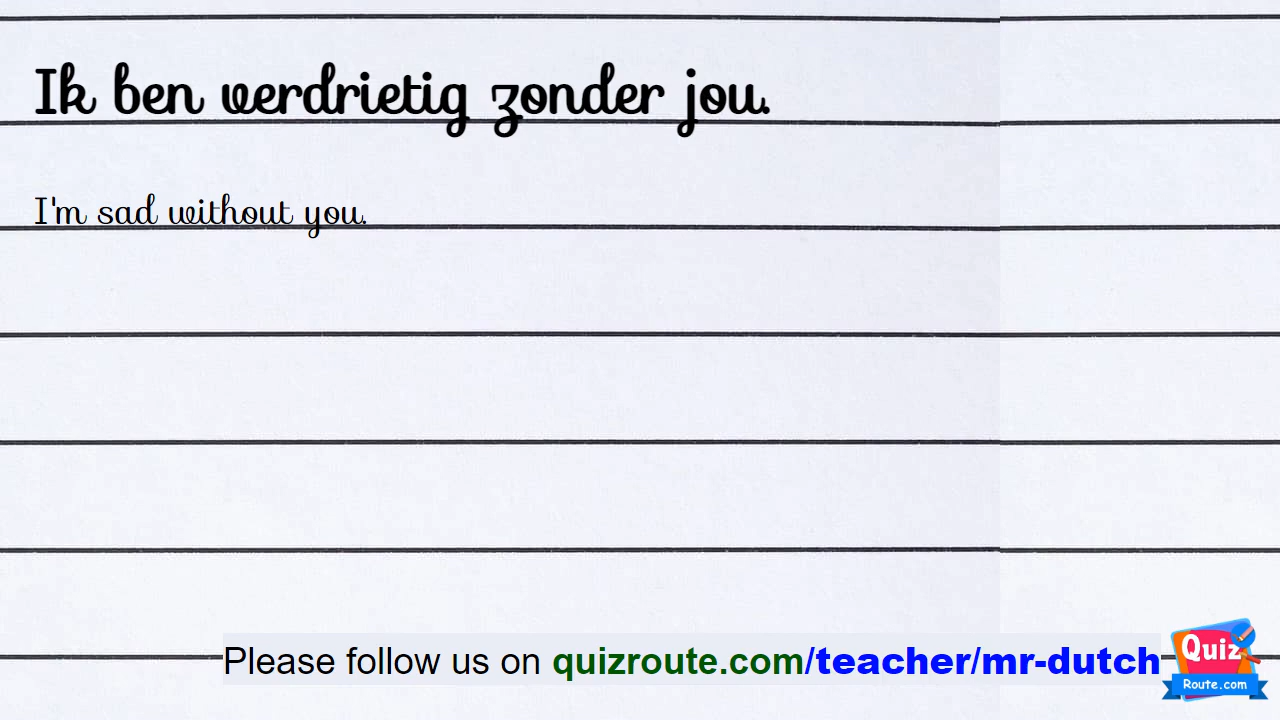 Ik ben verdrietig zonder jou.
I'm sad without you.
Please follow us on quizroute.com/teacher/mr-dutch
Quiz
Route.com